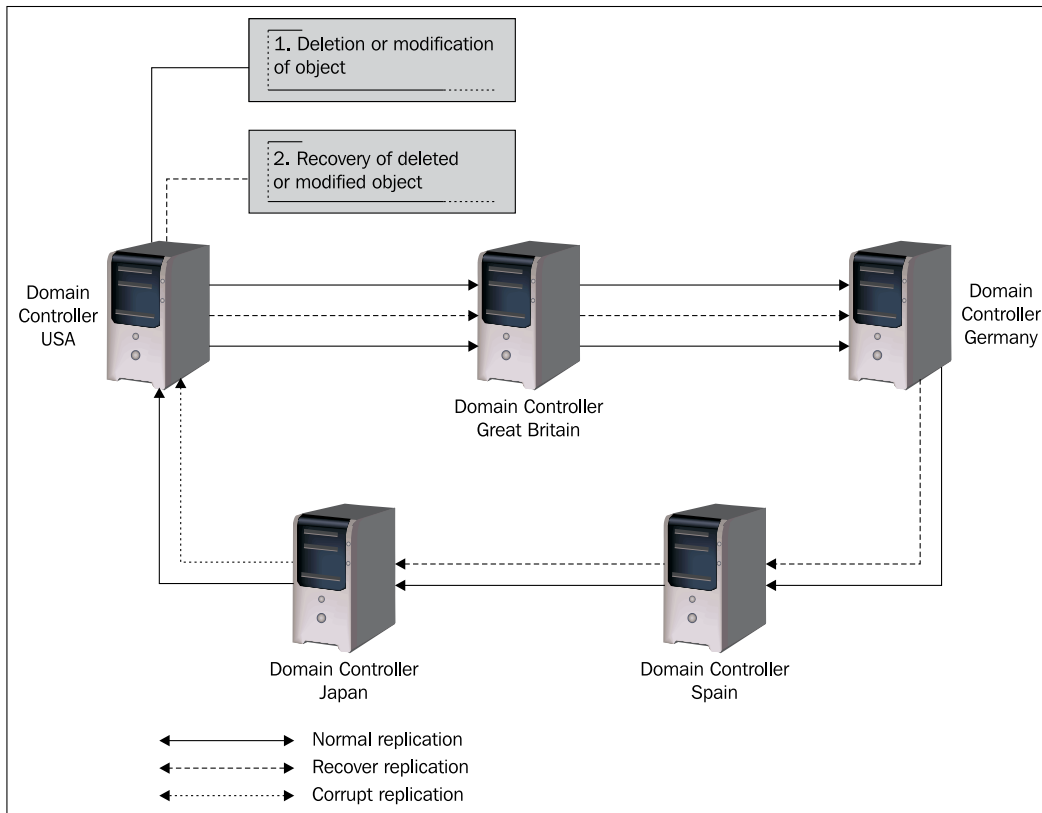 1. Deletion or modification
of object
2. Recovery of deleted
or modified object
Domain
Controller
USA
Domain Controller
Great Britain
Domain
Controller
Germany
Domain Controller
Japan
Domain Controller
Spain
Normal replication
Recover replication
Corrupt replication